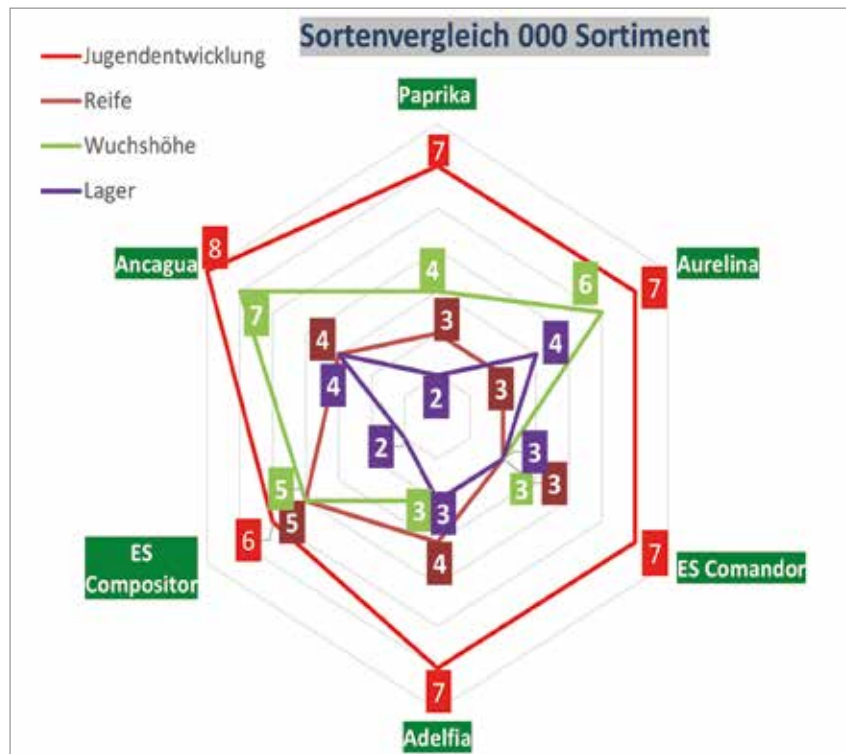 Sortenvergleich 000 Sortiment
Jugendentwicklung
Reife
Wuchshöhe
Lager
Paprika
7
Ancagua
8
Aurelina
7
4
6
7
3
4
4
3
4
2
2
3
3
3
5
3
3
5
6
4
ES
Compositor
7
ES Comandor
7
Adelfia